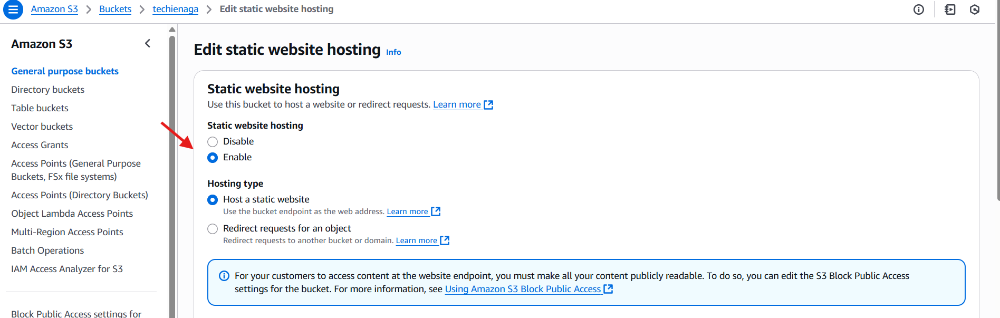 Amazon S3 > Buckets > techienaga > Edit static website hosting
Amazon S3
General purpose buckets
Directory buckets
Table buckets
Vector buckets
Access Grants
Access Points (General Purpose
Buckets, FSx file systems)
Access Points (Directory Buckets)
Object Lambda Access Points
Multi-Region Access Points
Batch Operations
IAM Access Analyzer for S3
Block Public Access settings for
Edit static website hosting Info
Static website hosting
Use this bucket to host a website or redirect requests. Learn more
Static website hosting
Disable
Enable
Hosting type
Host a static website
Use the bucket endpoint as the web address. Learn more
Redirect requests for an object
Redirect requests to another bucket or domain. Learn more
For your customers to access content at the website endpoint, you must make all your content publicly readable. To do so, you can edit the S3 Block Public Access
settings for the bucket. For more information, see Using Amazon S3 Block Public Access